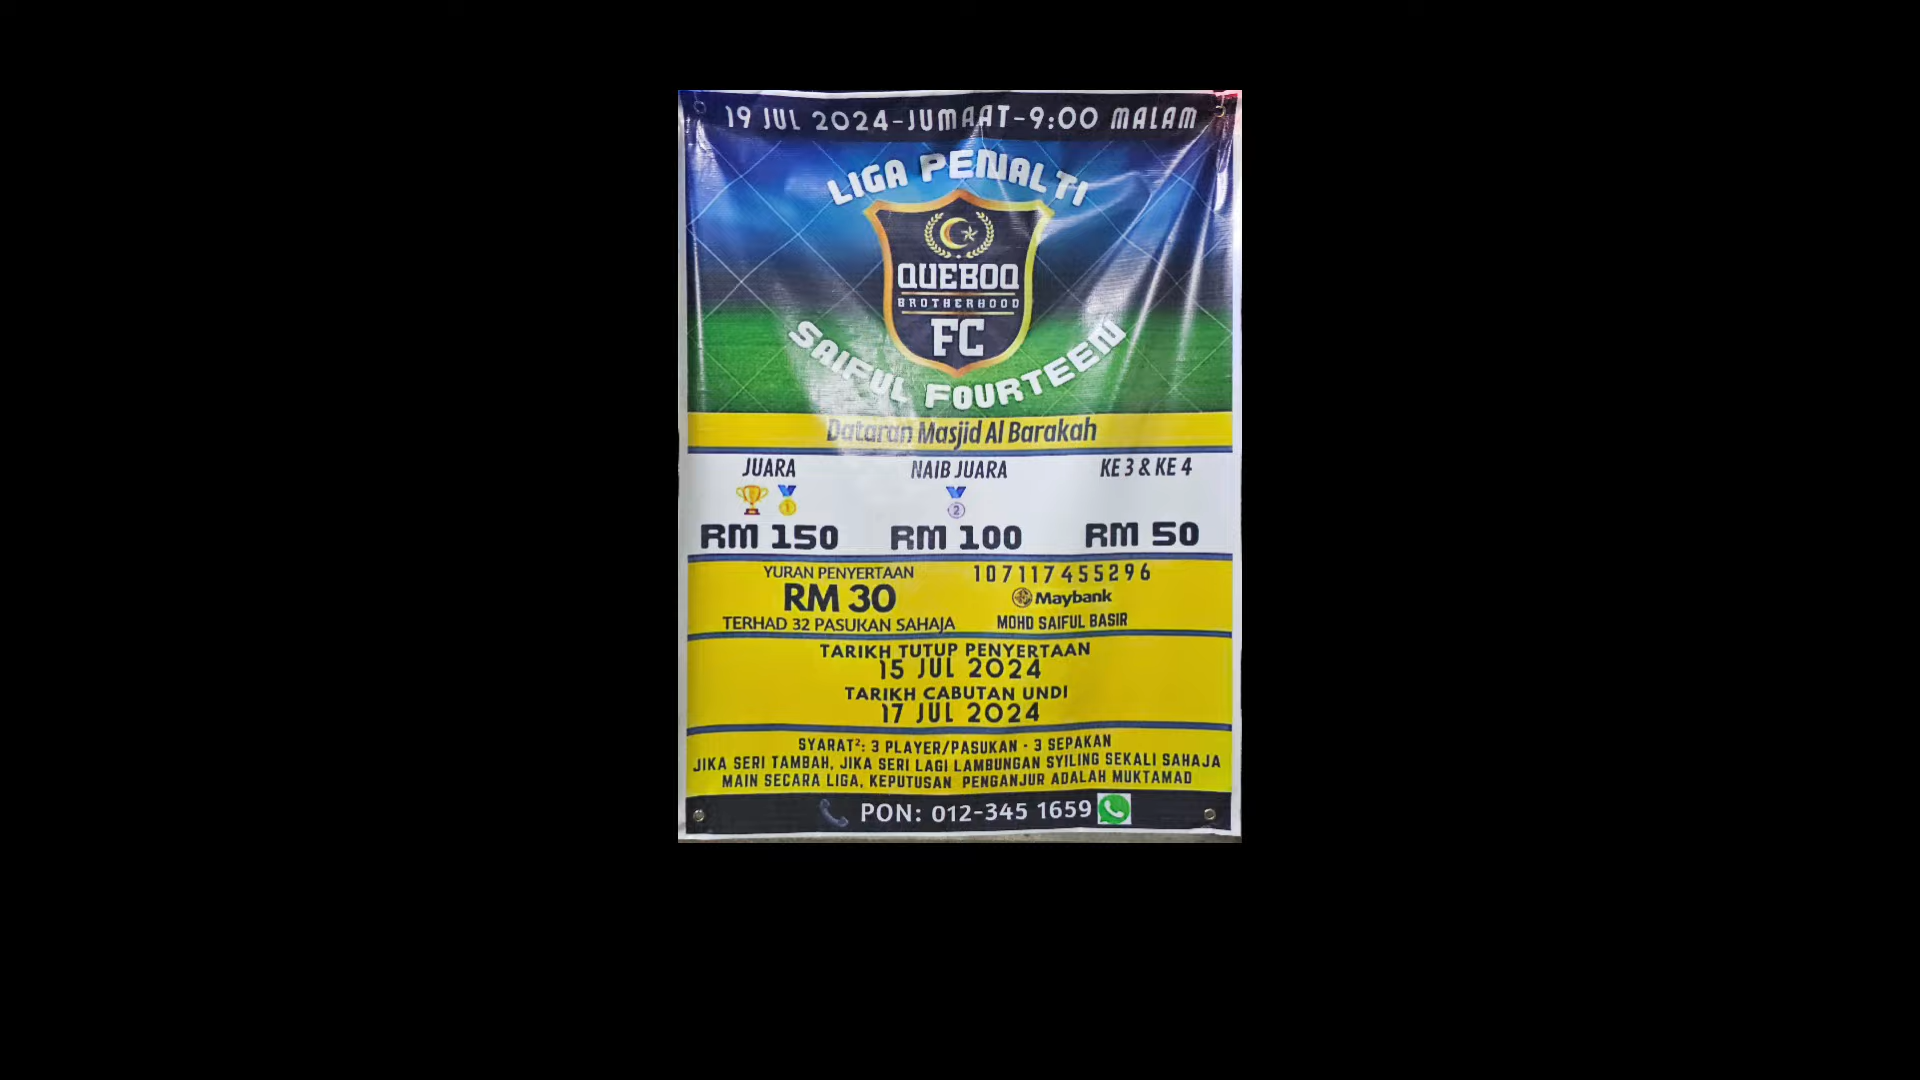 19 JUL 2024-JUMAAT-9:00 MALAM
LIGA PENALTI
QUEBOQ
BROTHERHOOD
FC
SAIFUL FOURTEEN
Dataran Masjid Al Barakah
JUARA NAIB JUARA KE 3 & KE 4
1 2
RM 150 RM 100 RM 50
YURAN PENYERTAAN
RM 30
TERHAD 32 PASUKAN SAHAJA
107117455296
Maybank
MOHD SAIFUL BASIR
TARIKH TUTUP PENYERTAAN
15 JUL 2024
TARIKH CABUTAN UNDI
17 JUL 2024
SYARAT²: 3 PLAYER/PASUKAN - 3 SEPAKAN
JIKA SERI TAMBAH, JIKA SERI LAGI LAMBUNGAN SYILING SEKALI SAHAJA
MAIN SECARA LIGA, KEPUTUSAN PENGANJUR ADALAH MUKTAMAD
PON: 012-345 1659